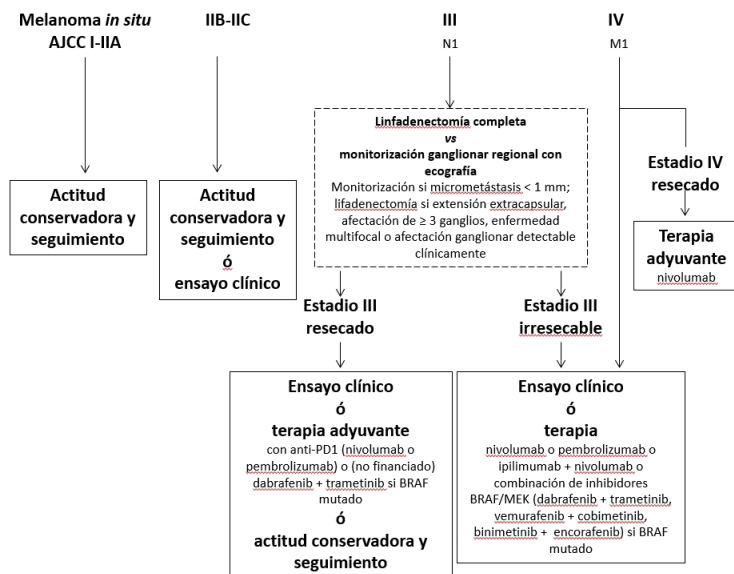 Melanoma in situ
AJCC I-IIA
IIB-IIC
III
N1
IV
M1
Linfadenectomía completa
vs
monitorización ganglionar regional con
ecografía
Monitorización si micrometástasis < 1 mm;
lifadenectomía si extensión extracapsular,
afectación de ≥ 3 ganglios, enfermedad
multifocal o afectación ganglionar detectable
clínicamente
Estadio IV
resecado
Actitud
conservadora y
seguimiento
Actitud
conservadora y
seguimiento
ó
ensayo clínico
Terapia
adyuvante
nivolumab
Estadio III
resecado
Estadio III
irresecable
Ensayo clínico
ó
terapia adyuvante
con anti-PD1 (nivolumab o
pembrolizumab) o (no financiado)
dabrafenib + trametinib si BRAF
mutado
ó
actitud conservadora y
seguimiento
Ensayo clínico
ó
terapia
nivolumab o pembrolizumab o
ipilimumab + nivolumab o
combinación de inhibidores
BRAF/MEK (dabrafenib + trametinib,
vemurafenib + cobimetinib,
binimetinib + encorafenib) si BRAF
mutado